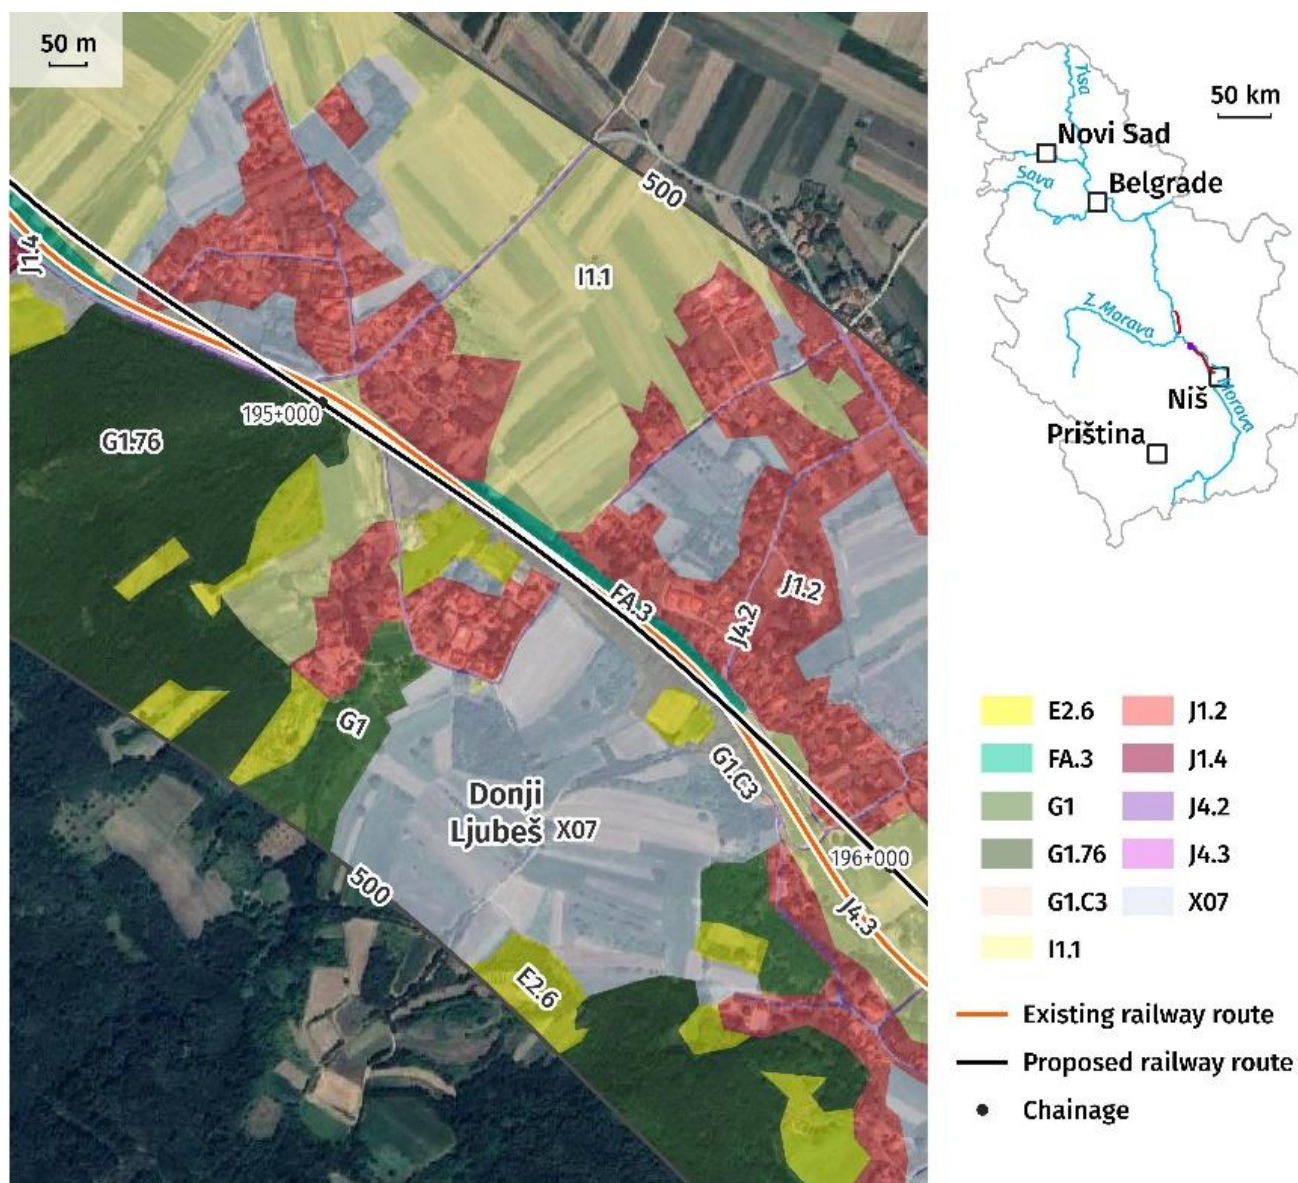 50 m
500
J1.4
I1.1
195+000
G1.76
J1.2
FA.3
J4.2
G1
G1.C3
Donji
Ljubeš
X07
196+000
500
J4.3
E2.6
50 km
Tisa
Novi Sad
Sava
Belgrade
Z. Morava
Morava
Niš
Priština
E2.6
J1.2
FA.3
J1.4
G1
J4.2
G1.76
J4.3
G1.C3
X07
I1.1
Existing railway route
Proposed railway route
Chainage